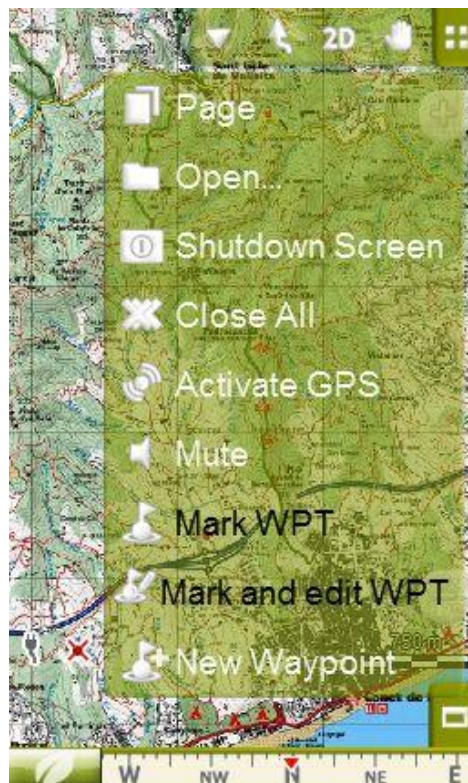 2D
Page
Open...
Shutdown Screen
Close All
Activate GPS
Mute
Mark WPT
Mark and edit WPT
750 m
New Waypoint
W NW N NE E